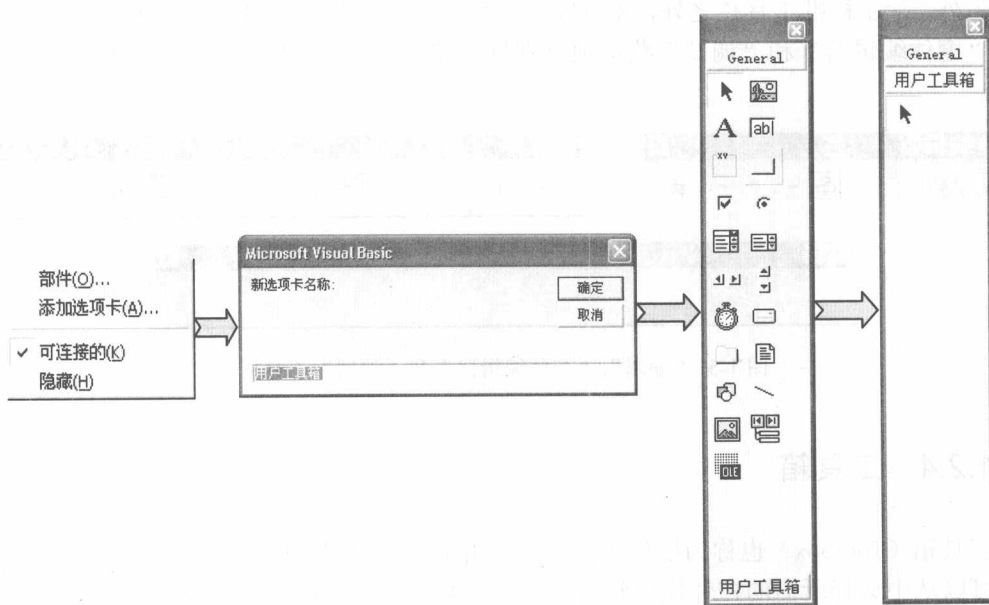 部件(O)...
添加选项卡(A)...
可连接的(K)
隐藏(H)
Microsoft Visual Basic
新选项卡名称:
确定
取消
用户工具箱
General
A
ab
xy
OLE
用户工具箱
General
用户工具箱